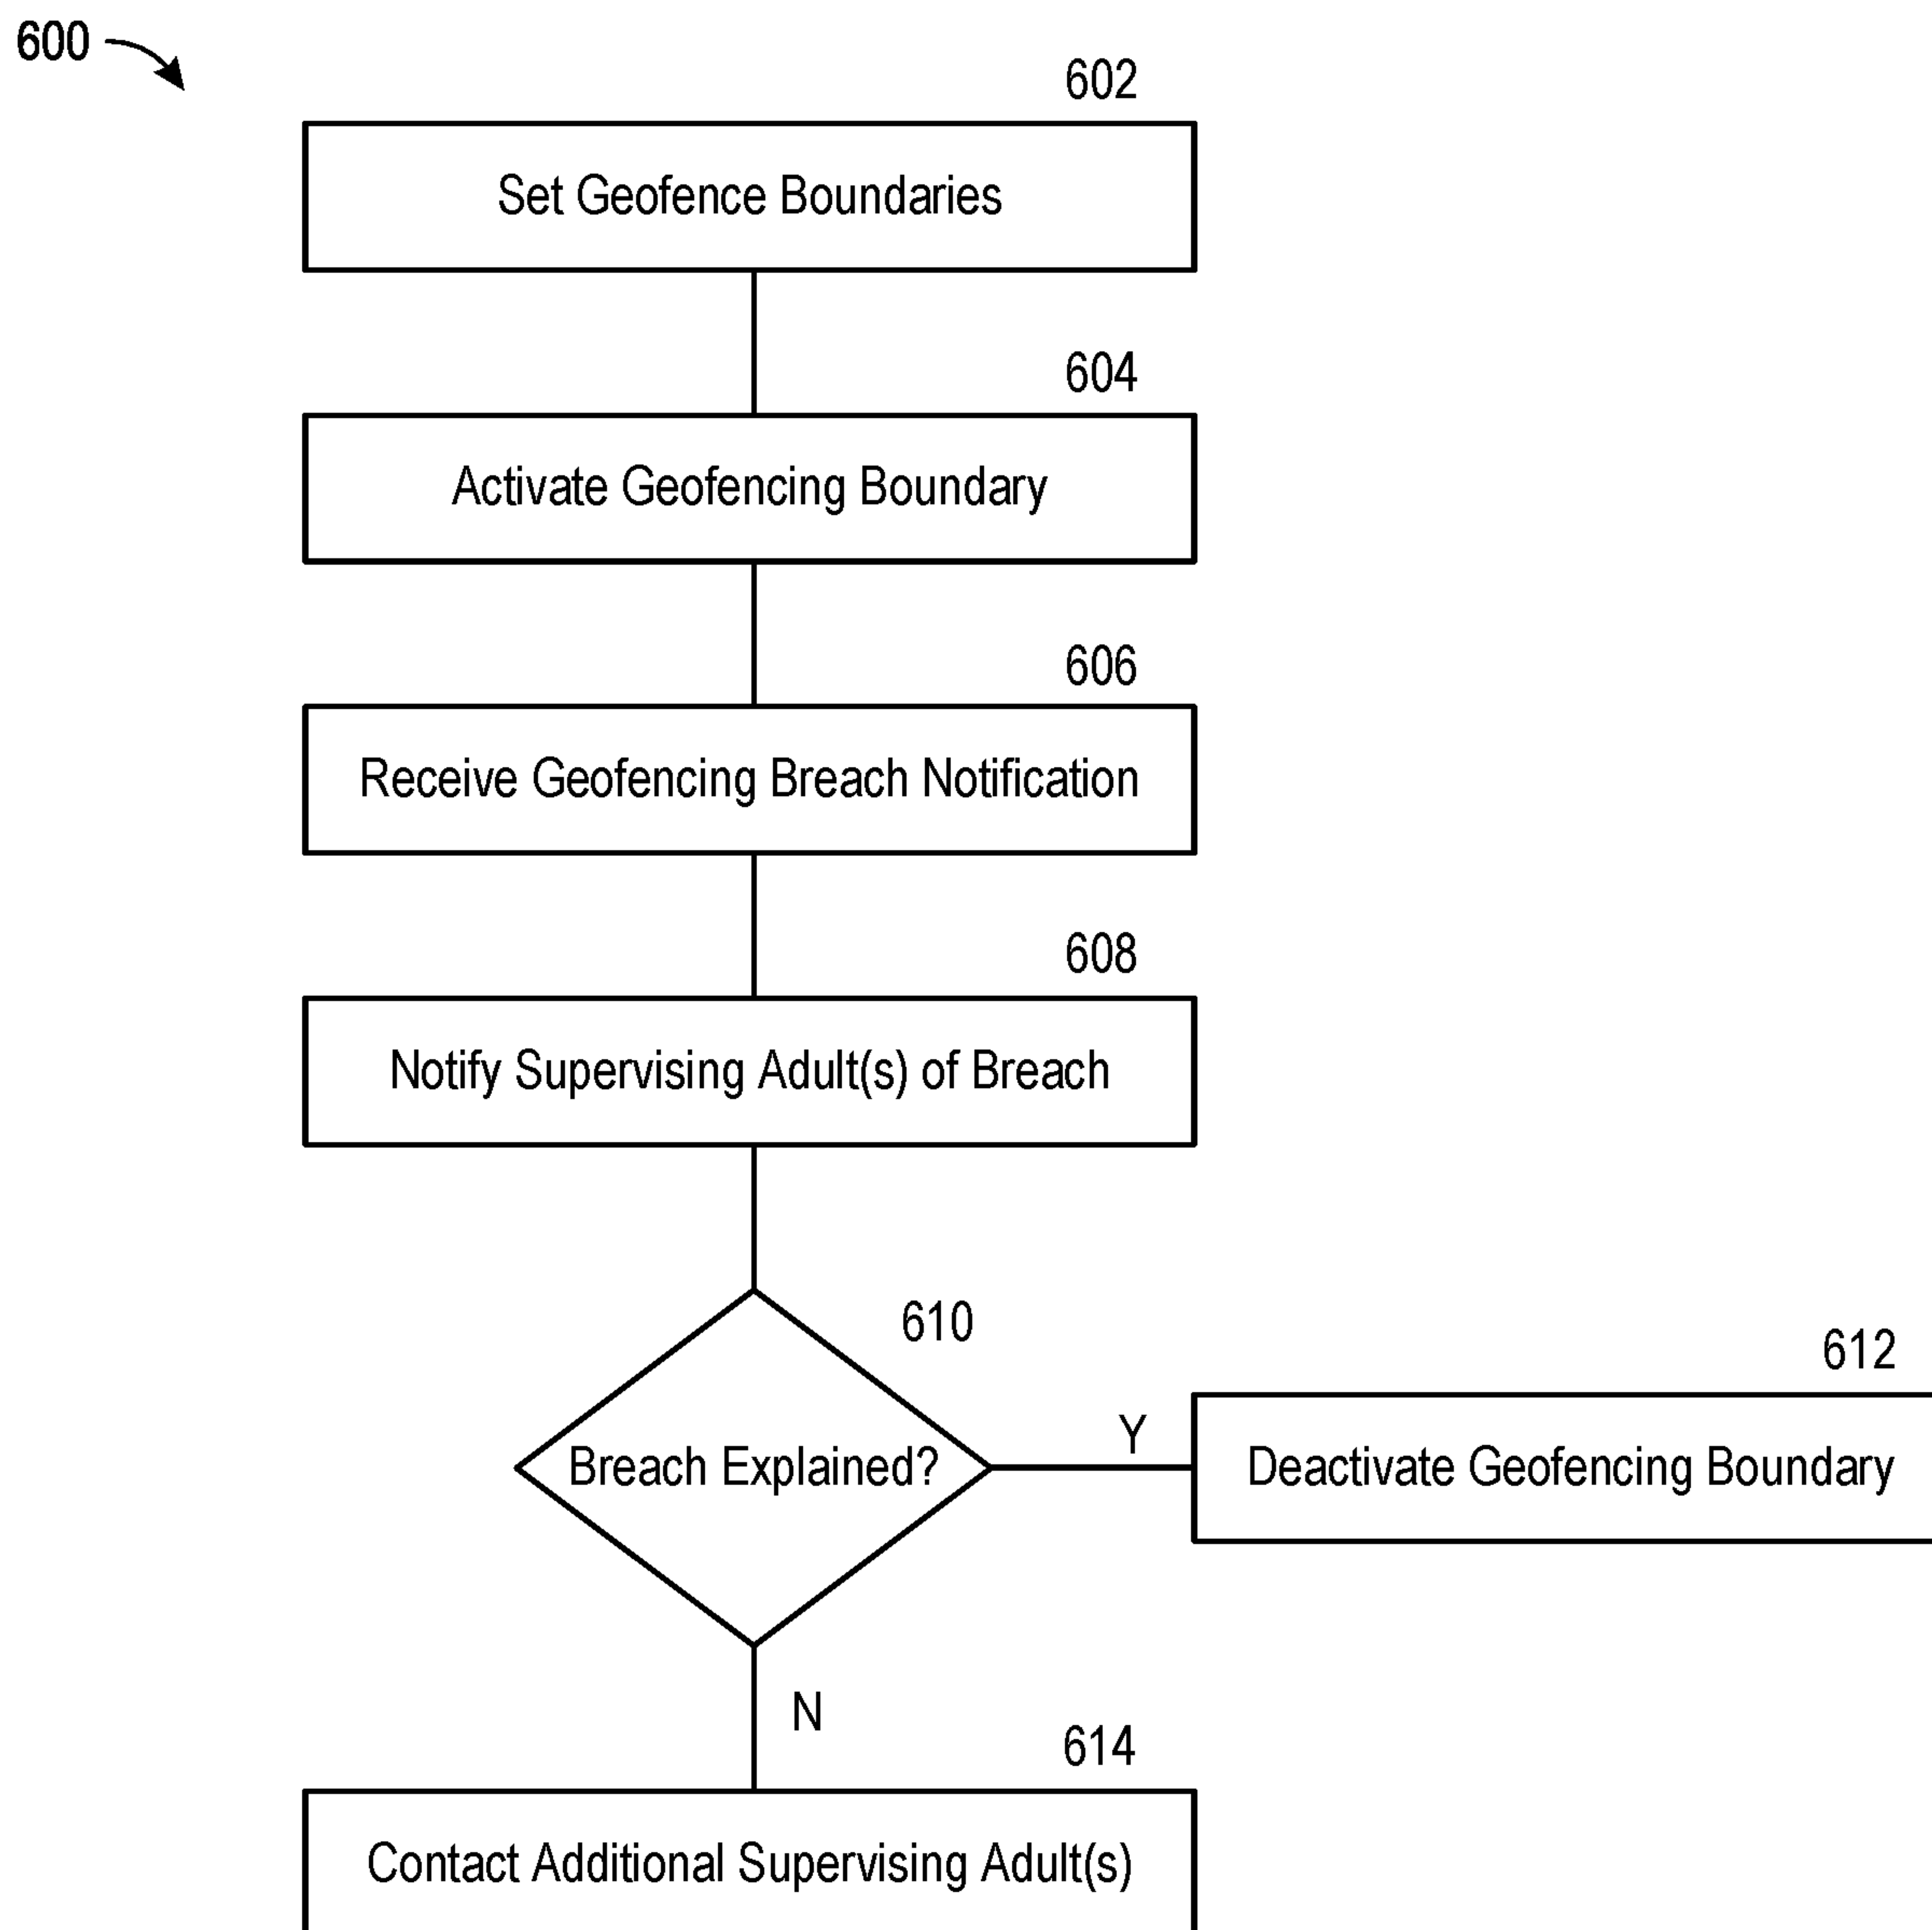 600
602
Set Geofence Boundaries
604
Activate Geofencing Boundary
606
Receive Geofencing Breach Notification
608
Notify Supervising Adult(s) of Breach
610
Breach Explained?
Y
612
Deactivate Geofencing Boundary
N
614
Contact Additional Supervising Adult(s)